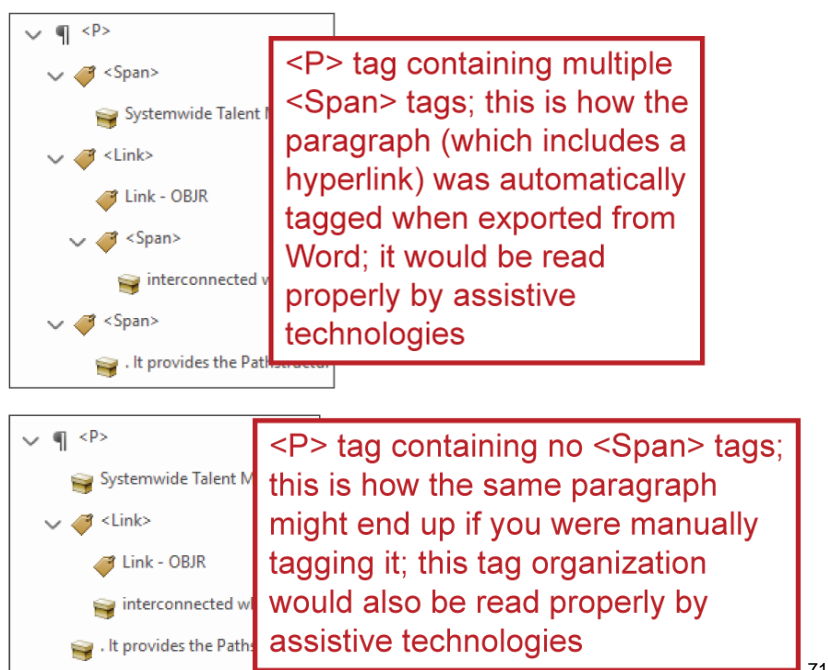 <P>
<Span>
Systemwide Talent
<Link>
Link - OBJR
<Span>
interconnected
<Span>
. It provides the
<P> tag containing multiple
<Span> tags; this is how the
paragraph (which includes a
hyperlink) was automatically
tagged when exported from
Word; it would be read
properly by assistive
technologies
<P>
Systemwide Talent
<Link>
Link - OBJR
interconnected
. It provides the
<P> tag containing no <Span> tags;
this is how the same paragraph
might end up if you were manually
tagging it; this tag organization
would also be read properly by
assistive technologies
71